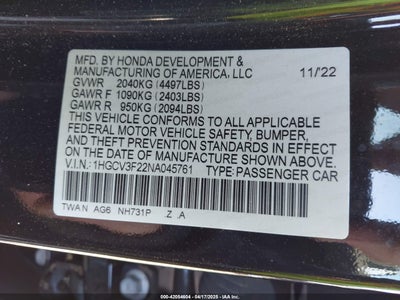 MFD. BY HONDA DEVELOPMENT &
MANUFACTURING OF AMERICA, LLC 11/'22
GVWR 2040KG (4497LBS)
GAWR F 1090KG (2403LBS)
GAWR R 950KG (2094LBS)
THIS VEHICLE CONFORMS TO ALL APPLICABLE
FEDERAL MOTOR VEHICLE SAFETY, BUMPER,
AND THEFT PREVENTION STANDARDS IN
EFFECT ON THE DATE OF MANUFACTURE
SHOWN ABOVE.
V.I.N.: 1HGCV3F22NA045761 TYPE: PASSENGER CAR
TWA N AG6 NH731P .Z .A
000-42054604 - 04/17/2025 - IAA Inc.